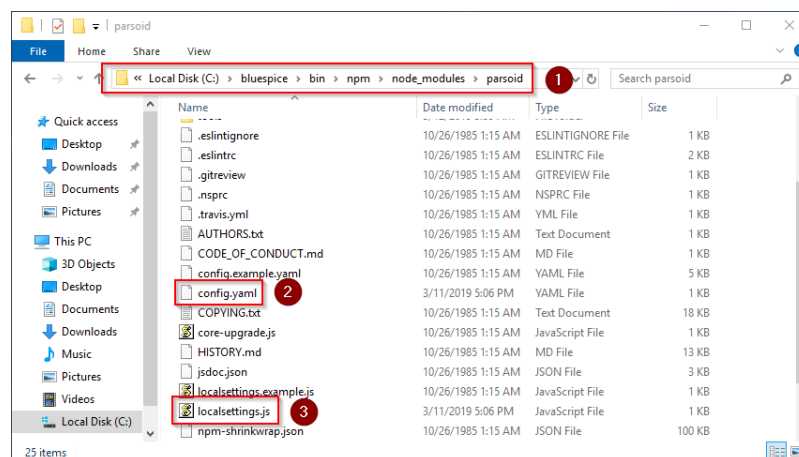 parsoid
File Home Share View
« Local Disk (C:) › bluespice › bin › npm › node_modules › parsoid 1 Search parsoid
Name Date modified Type Size
Quick access
Desktop
Downloads
Documents
Pictures
This PC
3D Objects
Desktop
Documents
Downloads
Music
Pictures
Videos
Local Disk (C:)
.eslintignore 10/26/1985 1:15 AM ESLINTIGNORE File 1 KB
.eslintrc 10/26/1985 1:15 AM ESLINTRC File 2 KB
.gitreview 10/26/1985 1:15 AM GITREVIEW File 1 KB
.nsprc 10/26/1985 1:15 AM NSPRC File 1 KB
.travis.yml 10/26/1985 1:15 AM YML File 1 KB
AUTHORS.txt 10/26/1985 1:15 AM Text Document 1 KB
CODE_OF_CONDUCT.md 10/26/1985 1:15 AM MD File 1 KB
config.example.yaml 10/26/1985 1:15 AM YAML File 5 KB
config.yaml 2 3/11/2019 5:06 PM YAML File 1 KB
COPYING.txt 10/26/1985 1:15 AM Text Document 18 KB
core-upgrade.js 10/26/1985 1:15 AM JavaScript File 1 KB
HISTORY.md 10/26/1985 1:15 AM MD File 13 KB
jsdoc.json 10/26/1985 1:15 AM JSON File 3 KB
localsettings.example.js 10/26/1985 1:15 AM JavaScript File 1 KB
localsettings.js 3 3/11/2019 5:06 PM JavaScript File 1 KB
npm-shrinkwrap.json 10/26/1985 1:15 AM JSON File 100 KB
25 items